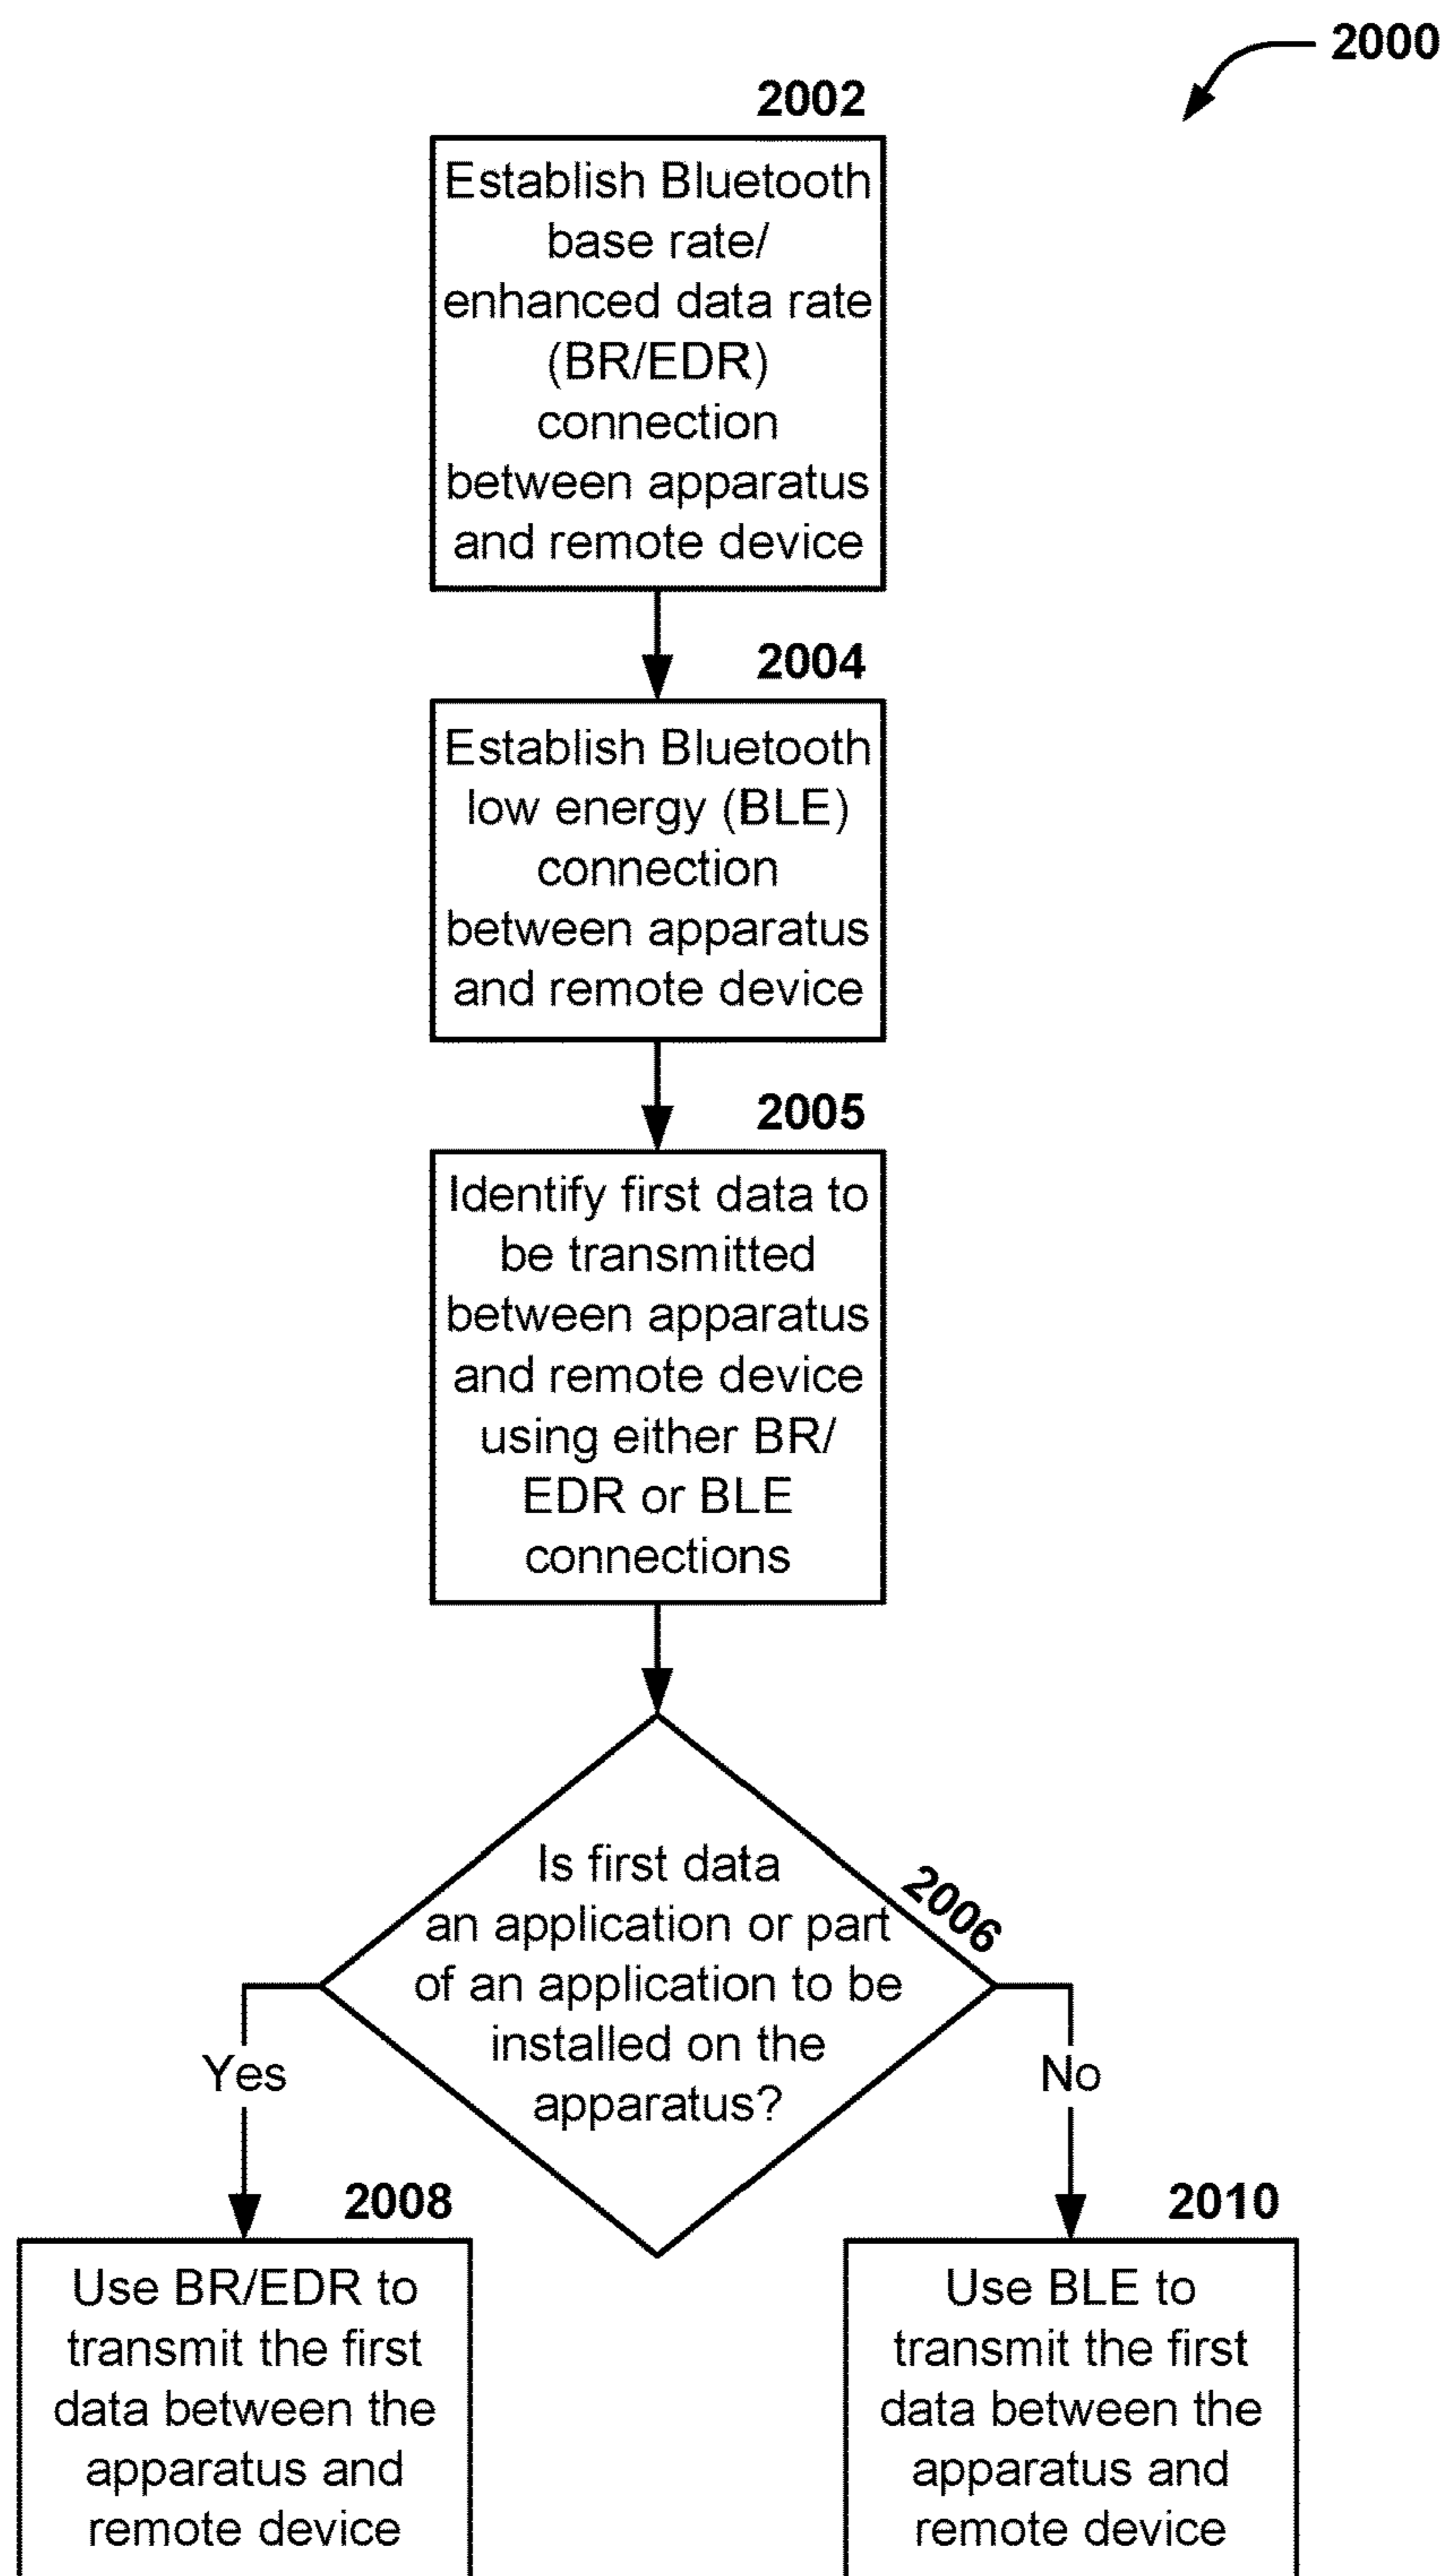 2000
2002
Establish Bluetooth
base rate/
enhanced data rate
(BR/EDR)
connection
between apparatus
and remote device
2004
Establish Bluetooth
low energy (BLE)
connection
between apparatus
and remote device
2005
Identify first data to
be transmitted
between apparatus
and remote device
using either BR/
EDR or BLE
connections
2006
Is first data
an application or part
of an application to be
installed on the
apparatus?
Yes
No
2008
Use BR/EDR to
transmit the first
data between the
apparatus and
remote device
2010
Use BLE to
transmit the first
data between the
apparatus and
remote device